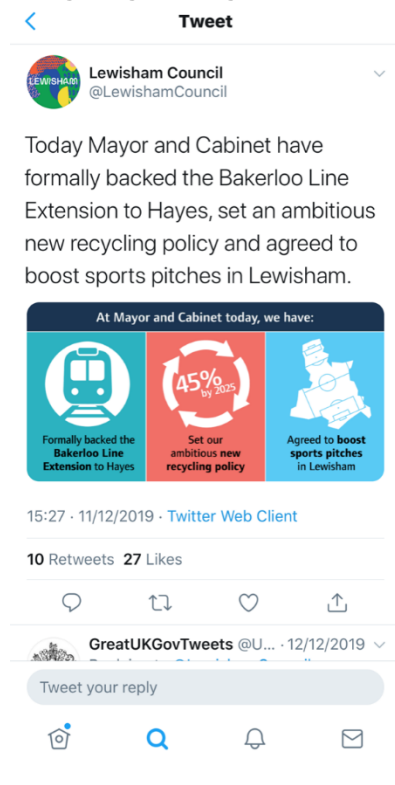 Tweet
LEWISHAM
Lewisham Council
@LewishamCouncil
Today Mayor and Cabinet have
formally backed the Bakerloo Line
Extension to Hayes, set an ambitious
new recycling policy and agreed to
boost sports pitches in Lewisham.
At Mayor and Cabinet today, we have:
45%
by 2025
Formally backed the
Bakerloo Line
Extension to Hayes
Set our
ambitious new
recycling policy
Agreed to boost
sports pitches
in Lewisham
15:27 · 11/12/2019 · Twitter Web Client
10 Retweets 27 Likes
GreatUKGovTweets @U... · 12/12/2019
Tweet your reply